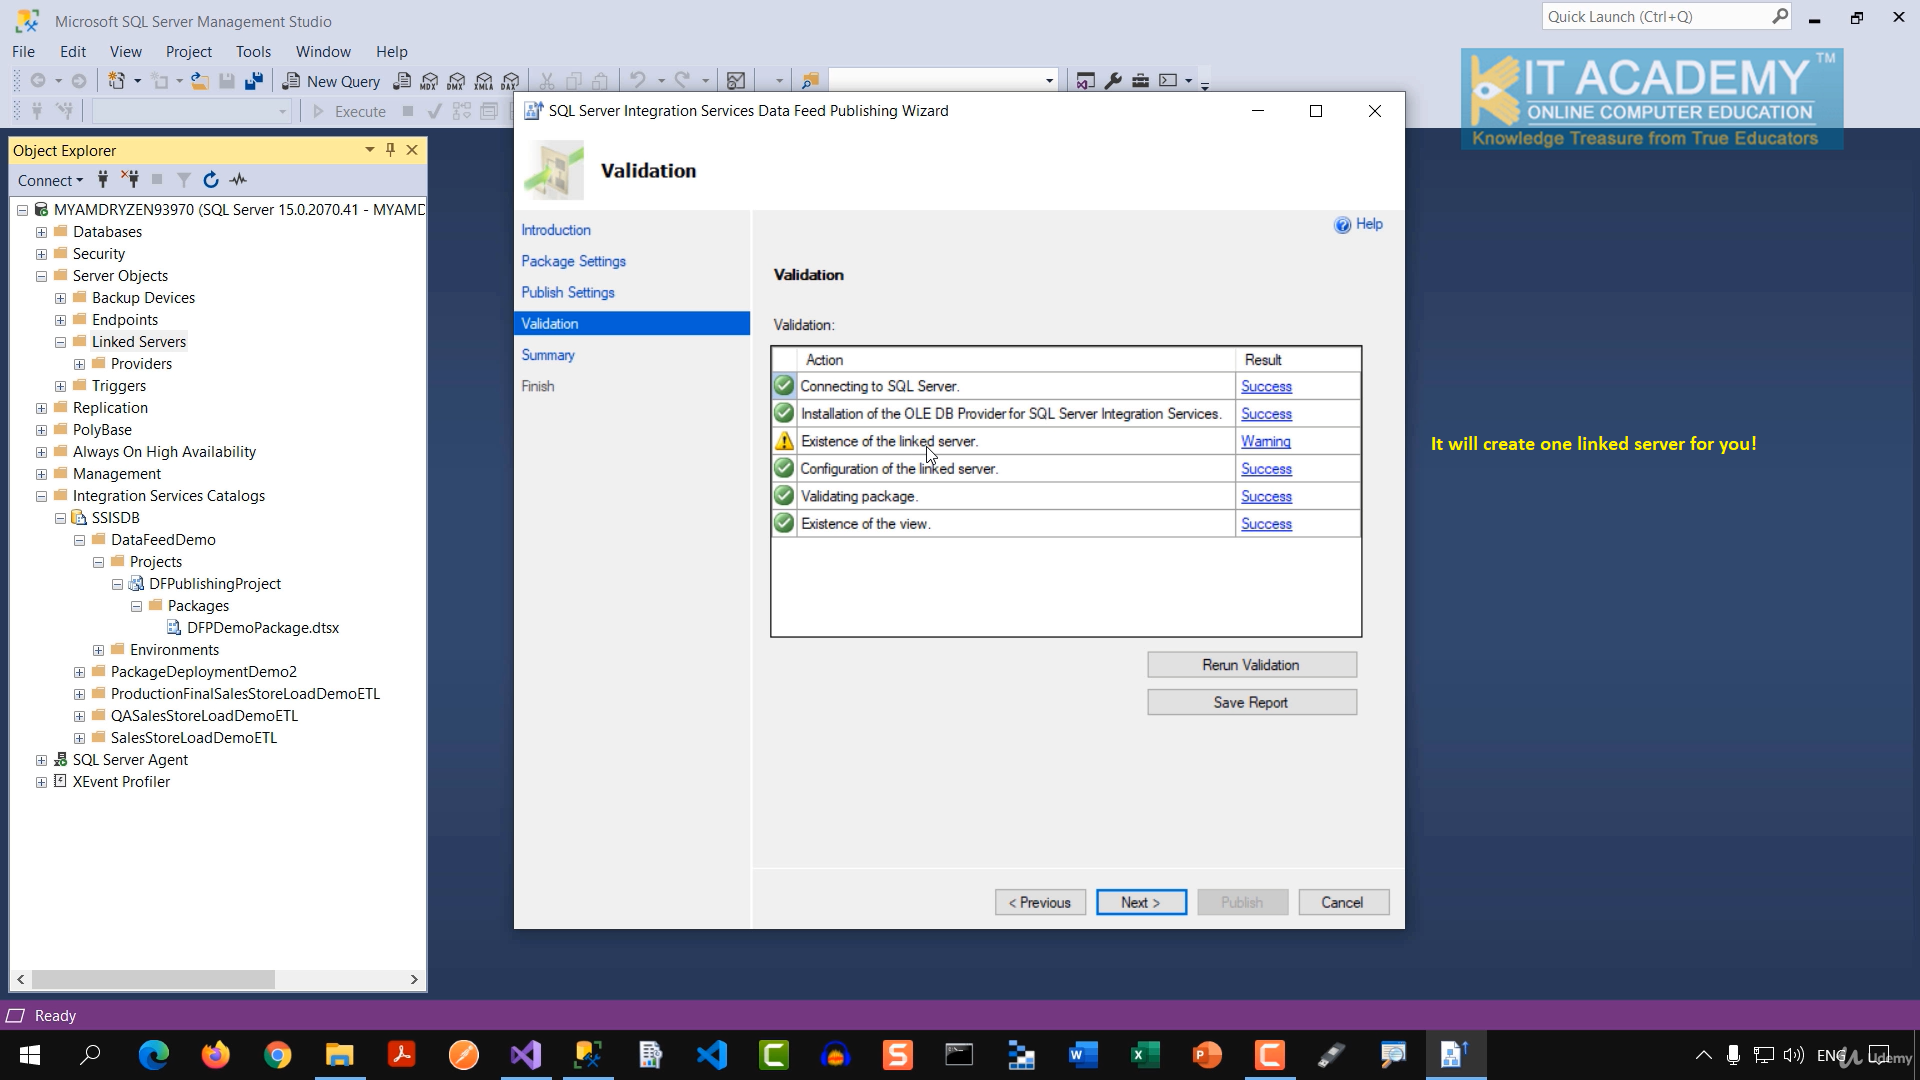 Microsoft SQL Server Management Studio
Quick Launch (Ctrl+Q)
File Edit View Project Tools Window Help
New Query
MDX DMX XMLA DAX
Execute
KIT ACADEMY TM
ONLINE COMPUTER EDUCATION
Knowledge Treasure from True Educators
Object Explorer
Connect
MYAMDRYZEN93970 (SQL Server 15.0.2070.41 - MYAMD
Databases
Security
Server Objects
Backup Devices
Endpoints
Linked Servers
Providers
Triggers
Replication
PolyBase
Always On High Availability
Management
Integration Services Catalogs
SSISDB
DataFeedDemo
Projects
DFPublishingProject
Packages
DFPDemoPackage.dtsx
Environments
PackageDeploymentDemo2
ProductionFinalSalesStoreLoadDemoETL
QASalesStoreLoadDemoETL
SalesStoreLoadDemoETL
SQL Server Agent
XEvent Profiler
SQL Server Integration Services Data Feed Publishing Wizard
Validation
Introduction
Package Settings
Publish Settings
Validation
Summary
Finish
Help
Validation
Validation:
Action Result
Connecting to SQL Server. Success
Installation of the OLE DB Provider for SQL Server Integration Services. Success
Existence of the linked server. Warning
Configuration of the linked server. Success
Validating package. Success
Existence of the view. Success
Rerun Validation
Save Report
< Previous Next > Publish Cancel
It will create one linked server for you!
Ready
ENG
Udemy